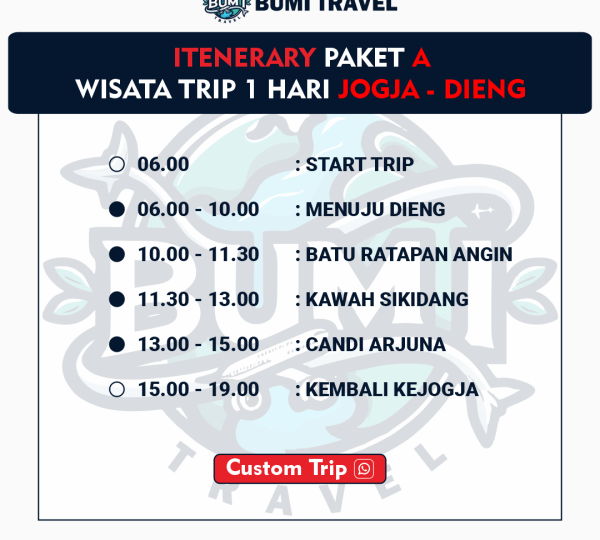 BUMI TRAVEL
BUMI
TRAVEL
ITENERARY PAKET A
WISATA TRIP 1 HARI JOGJA - DIENG
06.00 : START TRIP
06.00 - 10.00 : MENUJU DIENG
10.00 - 11.30 : BATU RATAPAN ANGIN
11.30 - 13.00 : KAWAH SIKIDANG
13.00 - 15.00 : CANDI ARJUNA
15.00 - 19.00 : KEMBALI KEJOGJA
BUMI
TRAVEL
Custom Trip